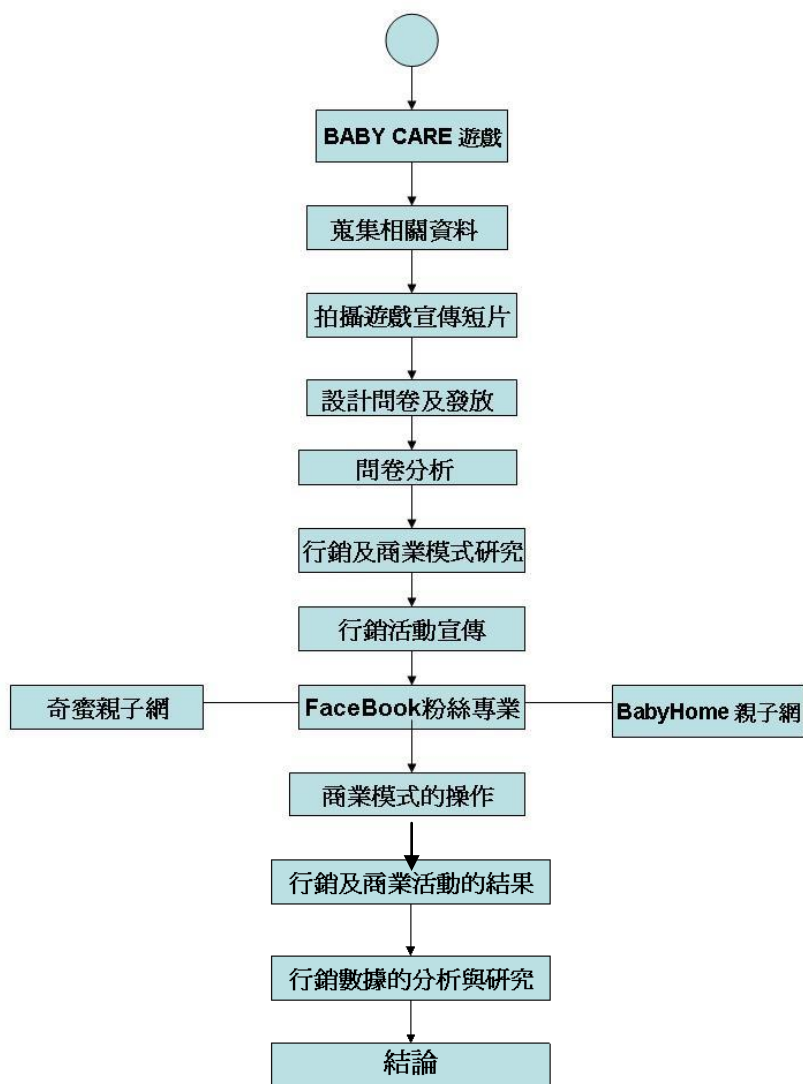 BABY CARE 遊戲
蒐集相關資料
拍攝遊戲宣傳短片
設計問卷及發放
問卷分析
行銷及商業模式研究
行銷活動宣傳
奇蜜親子網
FaceBook粉絲專業
BabyHome 親子網
商業模式的操作
行銷及商業活動的結果
行銷數據的分析與研究
結論